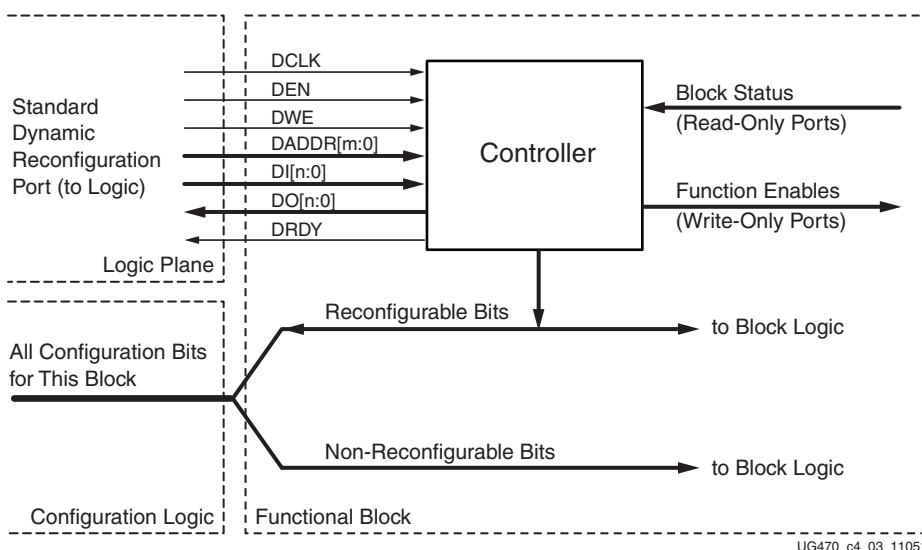 Standard
Dynamic
Reconfiguration
Port (to Logic)
DCLK
DEN
DWE
DADDR[m:0]
DI[n:0]
DO[n:0]
DRDY
Logic Plane
Controller
Block Status
(Read-Only Ports)
Function Enables
(Write-Only Ports)
Reconfigurable Bits
to Block Logic
All Configuration Bits
for This Block
Non-Reconfigurable Bits
to Block Logic
Configuration Logic
Functional Block